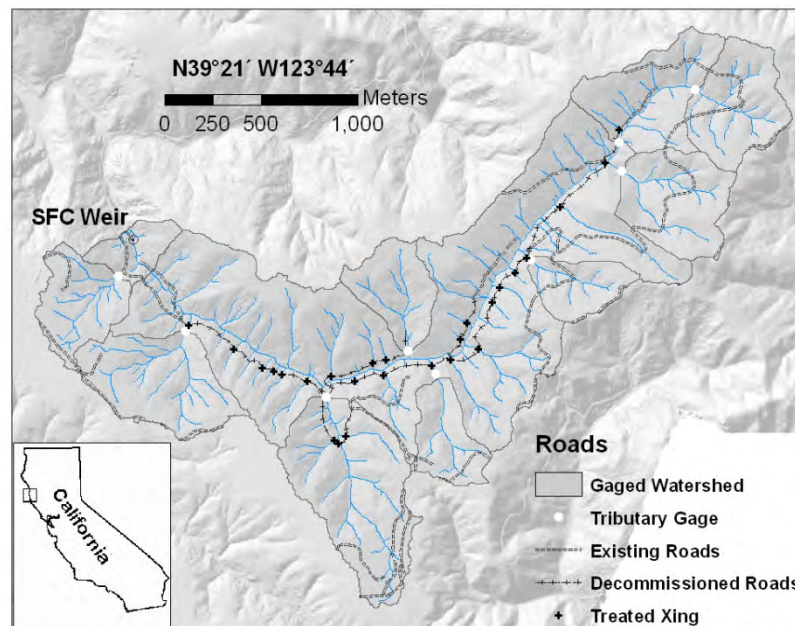 N39°21´ W123°44´
Meters
0 250 500 1,000
SFC Weir
California
Roads
Gaged Watershed
Tributary Gage
Existing Roads
Decommissioned Roads
Treated Xing